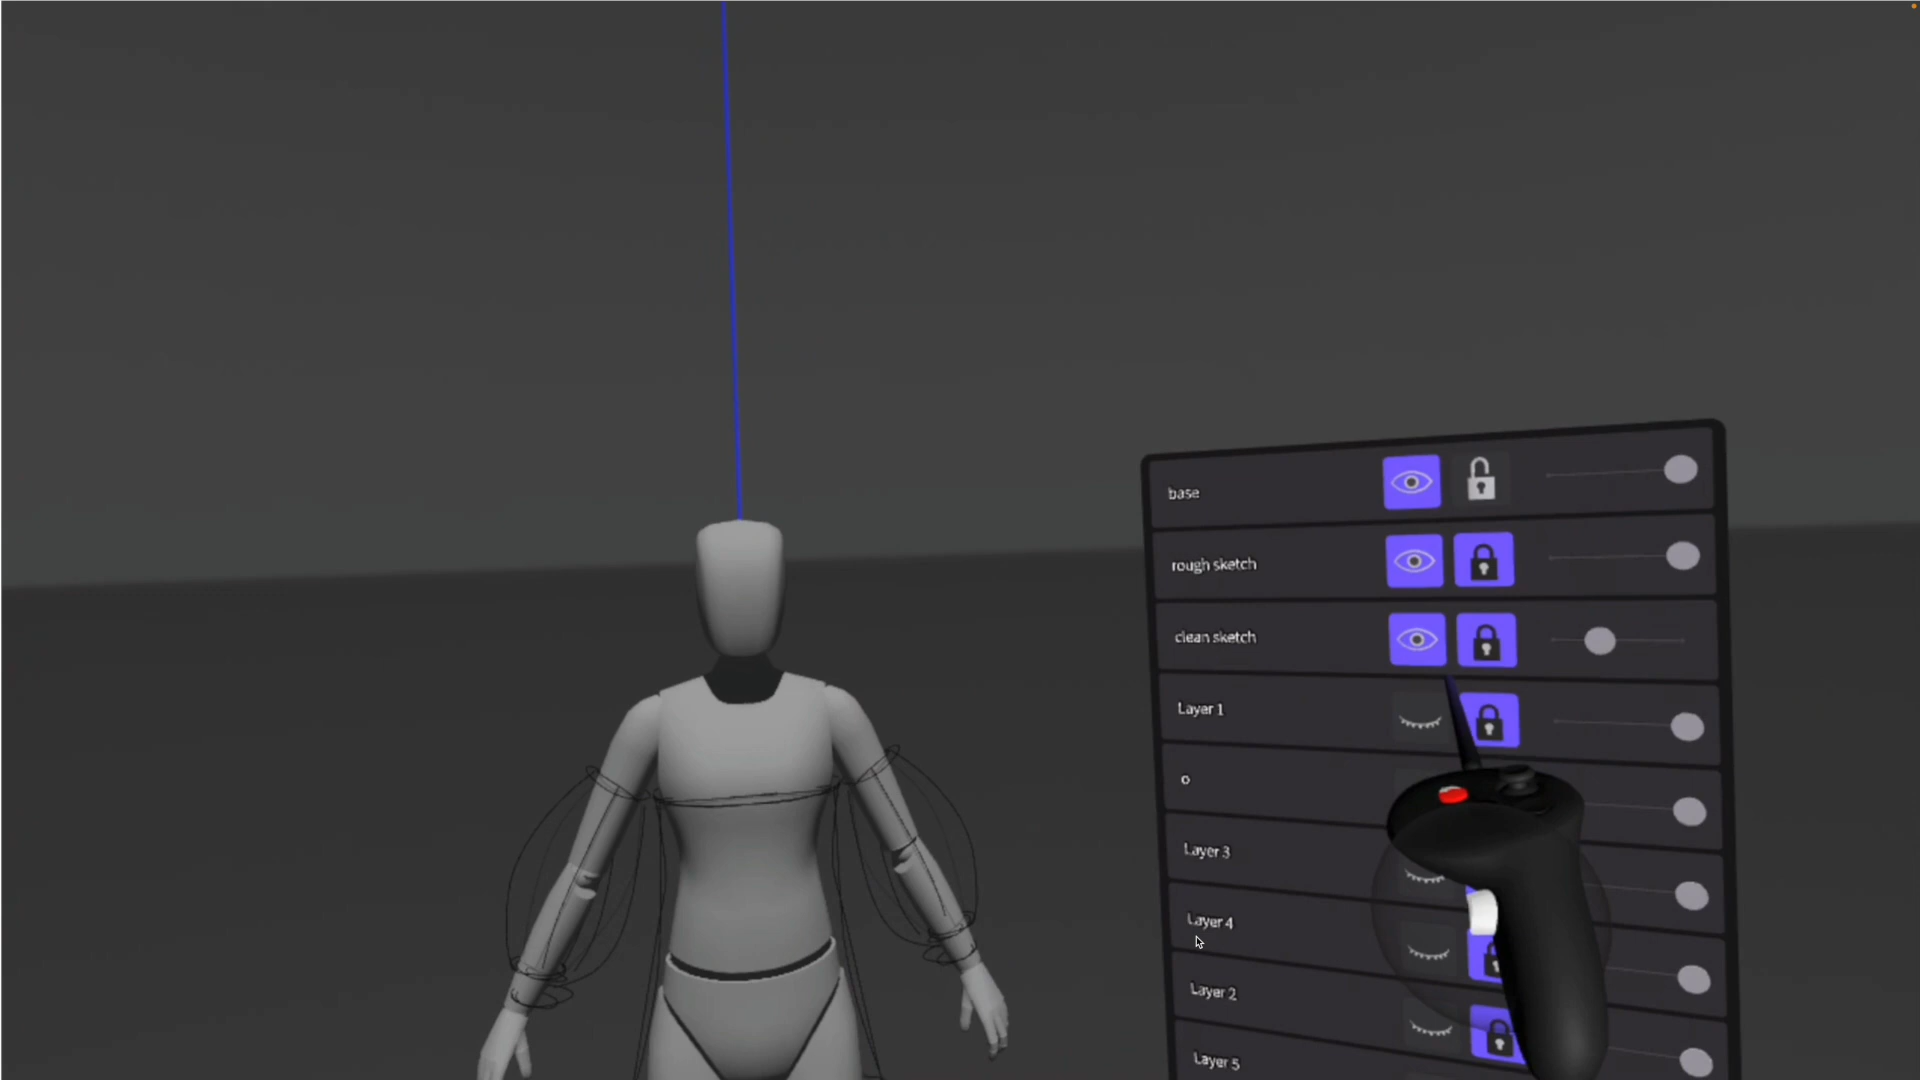 base
rough sketch
clean sketch
Layer 1
o
Layer 3
Layer 4
Layer 2
Layer 5